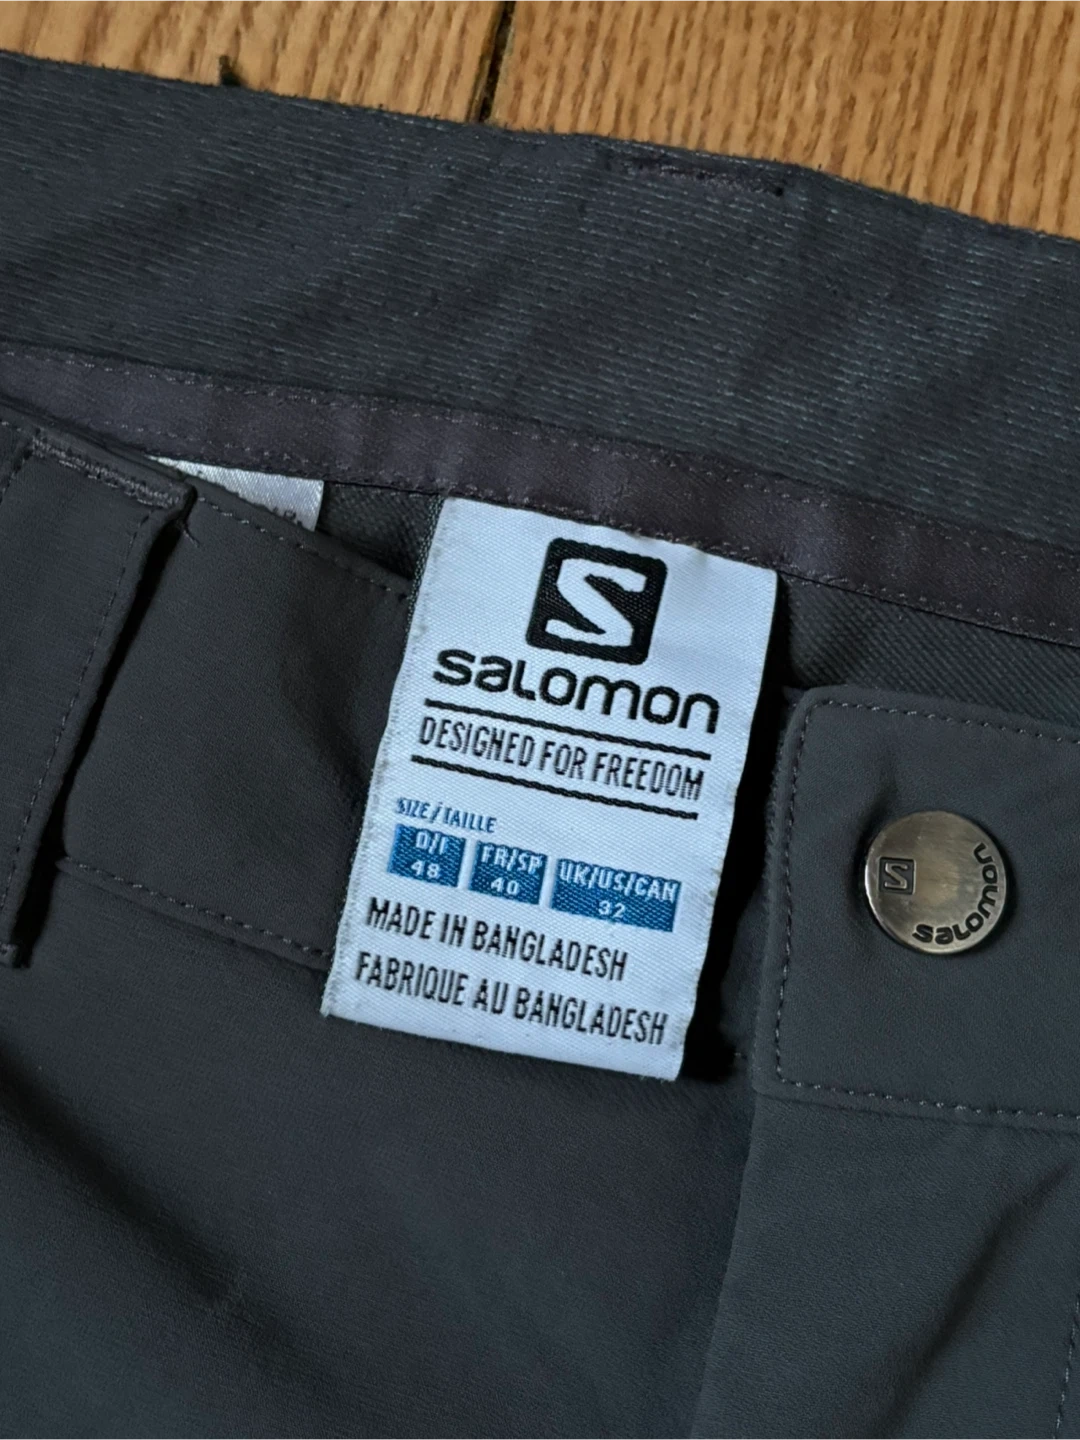 S
salomon
DESIGNED FOR FREEDOM
SIZE/TAILLE
D/I FR/SP UK/US/CAN
48 40 32
MADE IN BANGLADESH
FABRIQUE AU BANGLADESH
S salomon